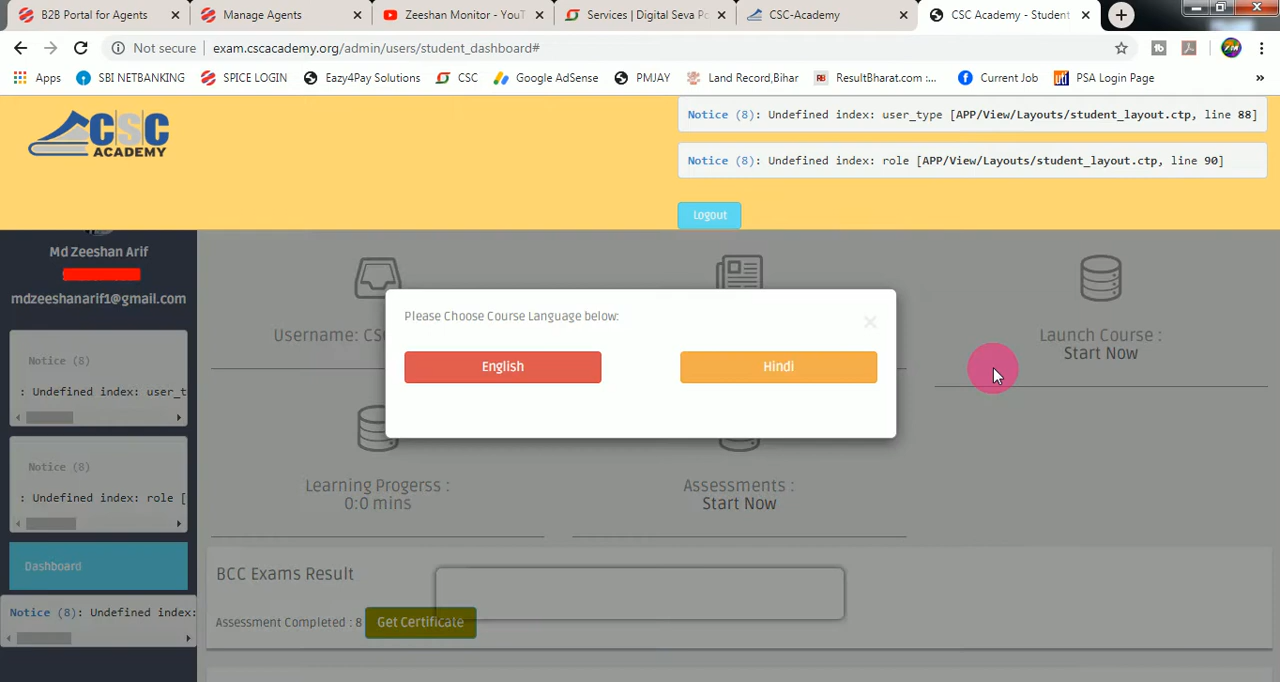 B2B Portal for Agents
Manage Agents
Zeeshan Monitor - YouT
Services | Digital Seva Po
CSC-Academy
CSC Academy - Student
Not secure | exam.cscacademy.org/admin/users/student_dashboard#
Apps
SBI NETBANKING
SPICE LOGIN
Eazy4Pay Solutions
CSC
Google AdSense
PMJAY
Land Record,Bihar
RB ResultBharat.com :...
Current Job
PSA Login Page
»
CSC
ACADEMY
Notice (8): Undefined index: user_type [APP/View/Layouts/student_layout.ctp, line 88]
Notice (8): Undefined index: role [APP/View/Layouts/student_layout.ctp, line 90]
Logout
Md Zeeshan Arif
mdzeeshanarif1@gmail.com
Notice (8)
: Undefined index: user_t
Notice (8)
: Undefined index: role [
Dashboard
Notice (8): Undefined index:
Username: CS
Launch Course :
Start Now
Please Choose Course Language below:
×
English
Hindi
Learning Progerss :
0:0 mins
Assessments :
Start Now
BCC Exams Result
Assessment Completed : 8
Get Certificate